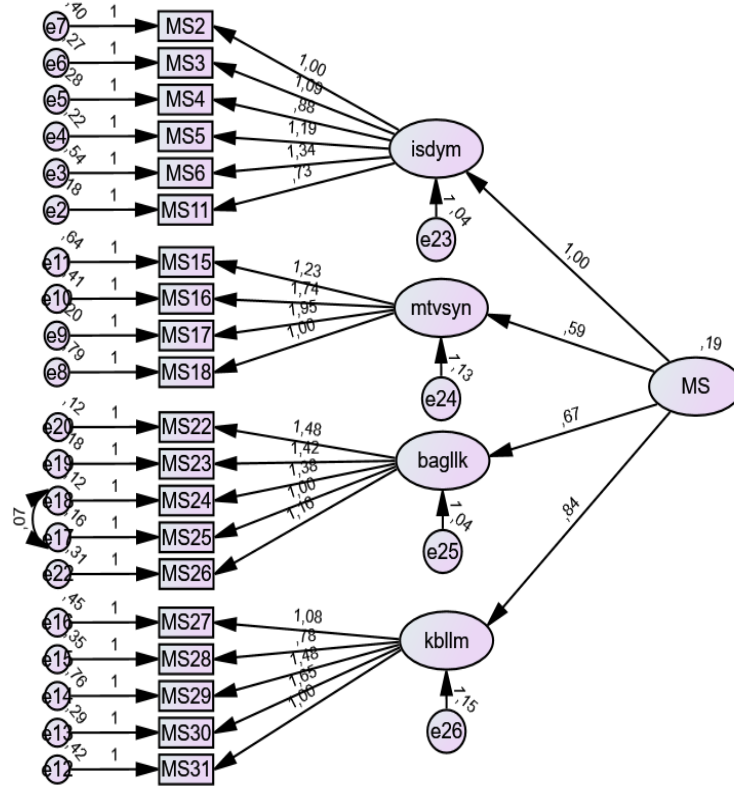 ,40
e7 1 MS2
,27
e6 1 MS3
,28
e5 1 MS4
,22
e4 1 MS5
,54
e3 1 MS6
,18
e2 1 MS11
1,00
1,09
,88
1,19
1,34
,73
isdym
1
,04
e23
,64
e11 1 MS15
,41
e10 1 MS16
,20
e9 1 MS17
,79
e8 1 MS18
1,23
1,74
1,95
1,00
mtvsyn
1
,13
e24
,12
e20 1 MS22
,18
e19 1 MS23
,12
e18 1 MS24
,16
e17 1 MS25
,31
e22 1 MS26
,07
1,48
1,42
1,38
1,00
bagllk
1
,04
e25
,45
e16 1 MS27
,35
e15 1 MS28
,76
e14 1 MS29
,29
e13 1 MS30
,42
e12 1 MS31
1,08
,78
1,48
1,65
1,00
kbllm
1
,15
e26
1,00
,59
,67
,84
,19
MS